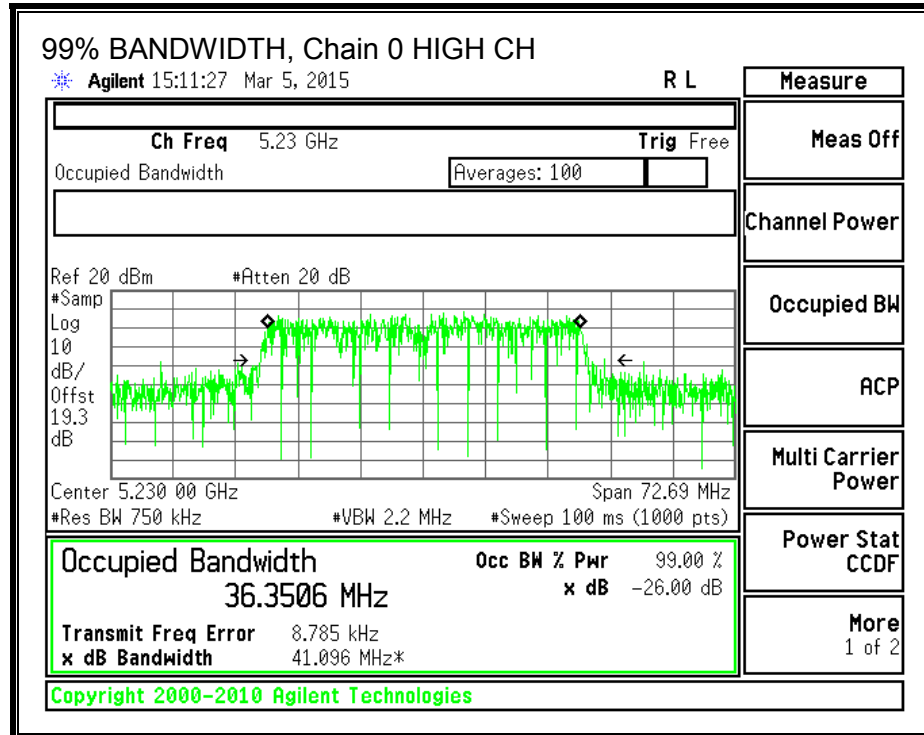 99% BANDWIDTH, Chain 0 HIGH CH
Agilent 15:11:27 Mar 5, 2015 R L
Measure
Ch Freq 5.23 GHz Trig Free
Meas Off
Occupied Bandwidth Averages: 100
Channel Power
Ref 20 dBm #Atten 20 dB
#Samp
Log
10
dB/
Offst
19.3
dB
Occupied BW
ACP
Center 5.230 00 GHz Span 72.69 MHz
#Res BW 750 kHz #VBW 2.2 MHz #Sweep 100 ms (1000 pts)
Multi Carrier
Power
Occupied Bandwidth Occ BW % Pwr 99.00 %
36.3506 MHz x dB -26.00 dB
Power Stat
CCDF
Transmit Freq Error 8.785 kHz
x dB Bandwidth 41.096 MHz*
More
1 of 2
Copyright 2000-2010 Agilent Technologies